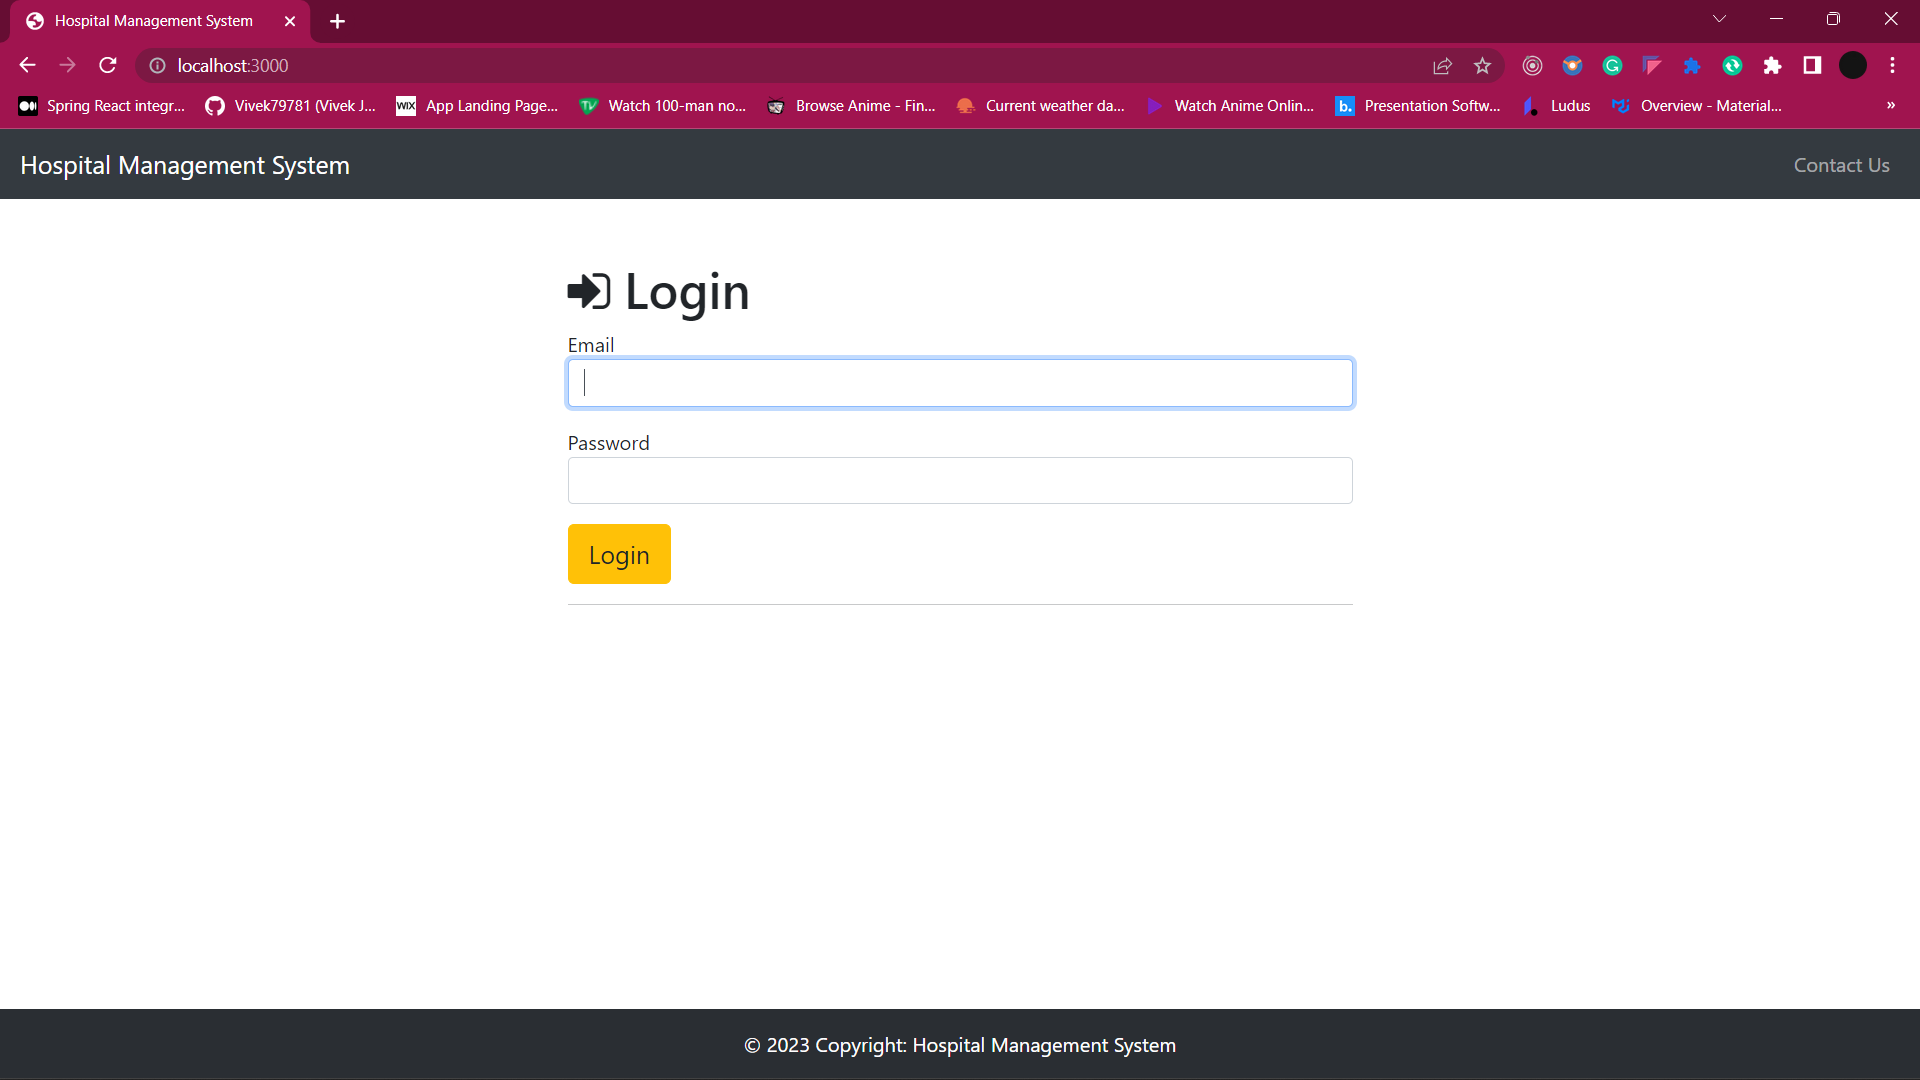 Hospital Management System
localhost:3000
Spring React integr... Vivek79781 (Vivek J... WIX App Landing Page... TV Watch 100-man no... Browse Anime - Fin... Current weather da... Watch Anime Onlin... b. Presentation Softw... Ludus Overview - Material... »
Hospital Management System Contact Us
Login
Email
Password
Login
© 2023 Copyright: Hospital Management System